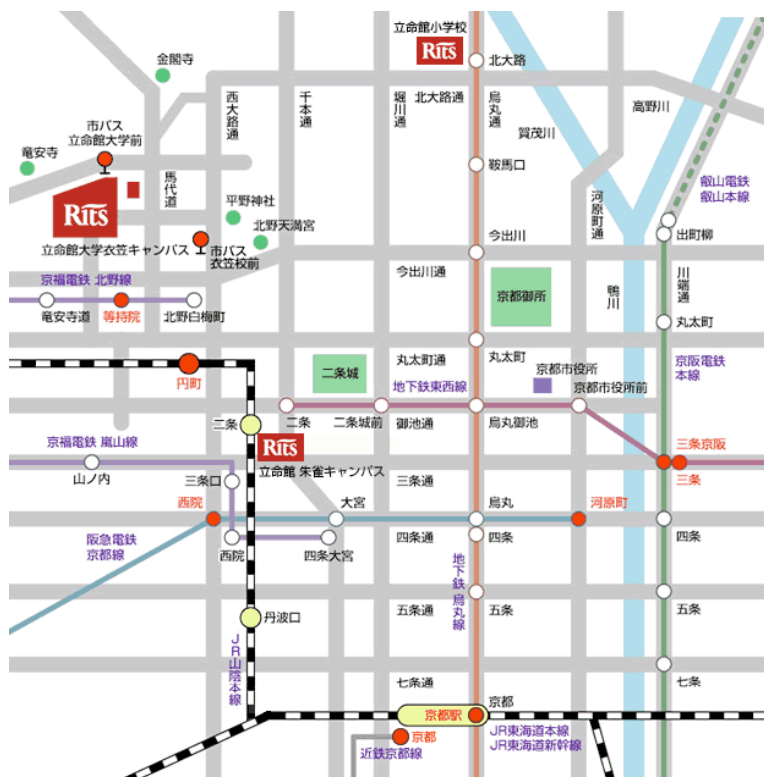 立命館小学校
Rits
北大路
金閣寺
西大路通
千本通
堀川通
北大路通
烏丸通
高野川
賀茂川
市バス
立命館大学前
竜安寺
馬代道
鞍馬口
叡山電鉄
叡山本線
Rits
平野神社
北野天満宮
河原町通
出町柳
立命館大学衣笠キャンパス
市バス
衣笠校前
今出川
今出川通
京福電鉄 北野線
京都御所
鴨川
川端通
竜安寺道
等持院
北野白梅町
丸太町
丸太町通
丸太町
京都市役所
京阪電鉄
本線
円町
二条城
地下鉄東西線
京都市役所前
二条
二条
二条城前
御池通
烏丸御池
京福電鉄 嵐山線
Rits
立命館 朱雀キャンパス
三条京阪
山ノ内
三条口
三条通
三条
西院
大宮
烏丸
河原町
阪急電鉄
京都線
西院
四条大宮
四条通
四条
四条
地下鉄 烏丸線
丹波口
五条通
五条
五条
JR山陰本線
七条通
七条
京都
京都駅
京都
近鉄京都線
JR東海道本線
JR東海道新幹線